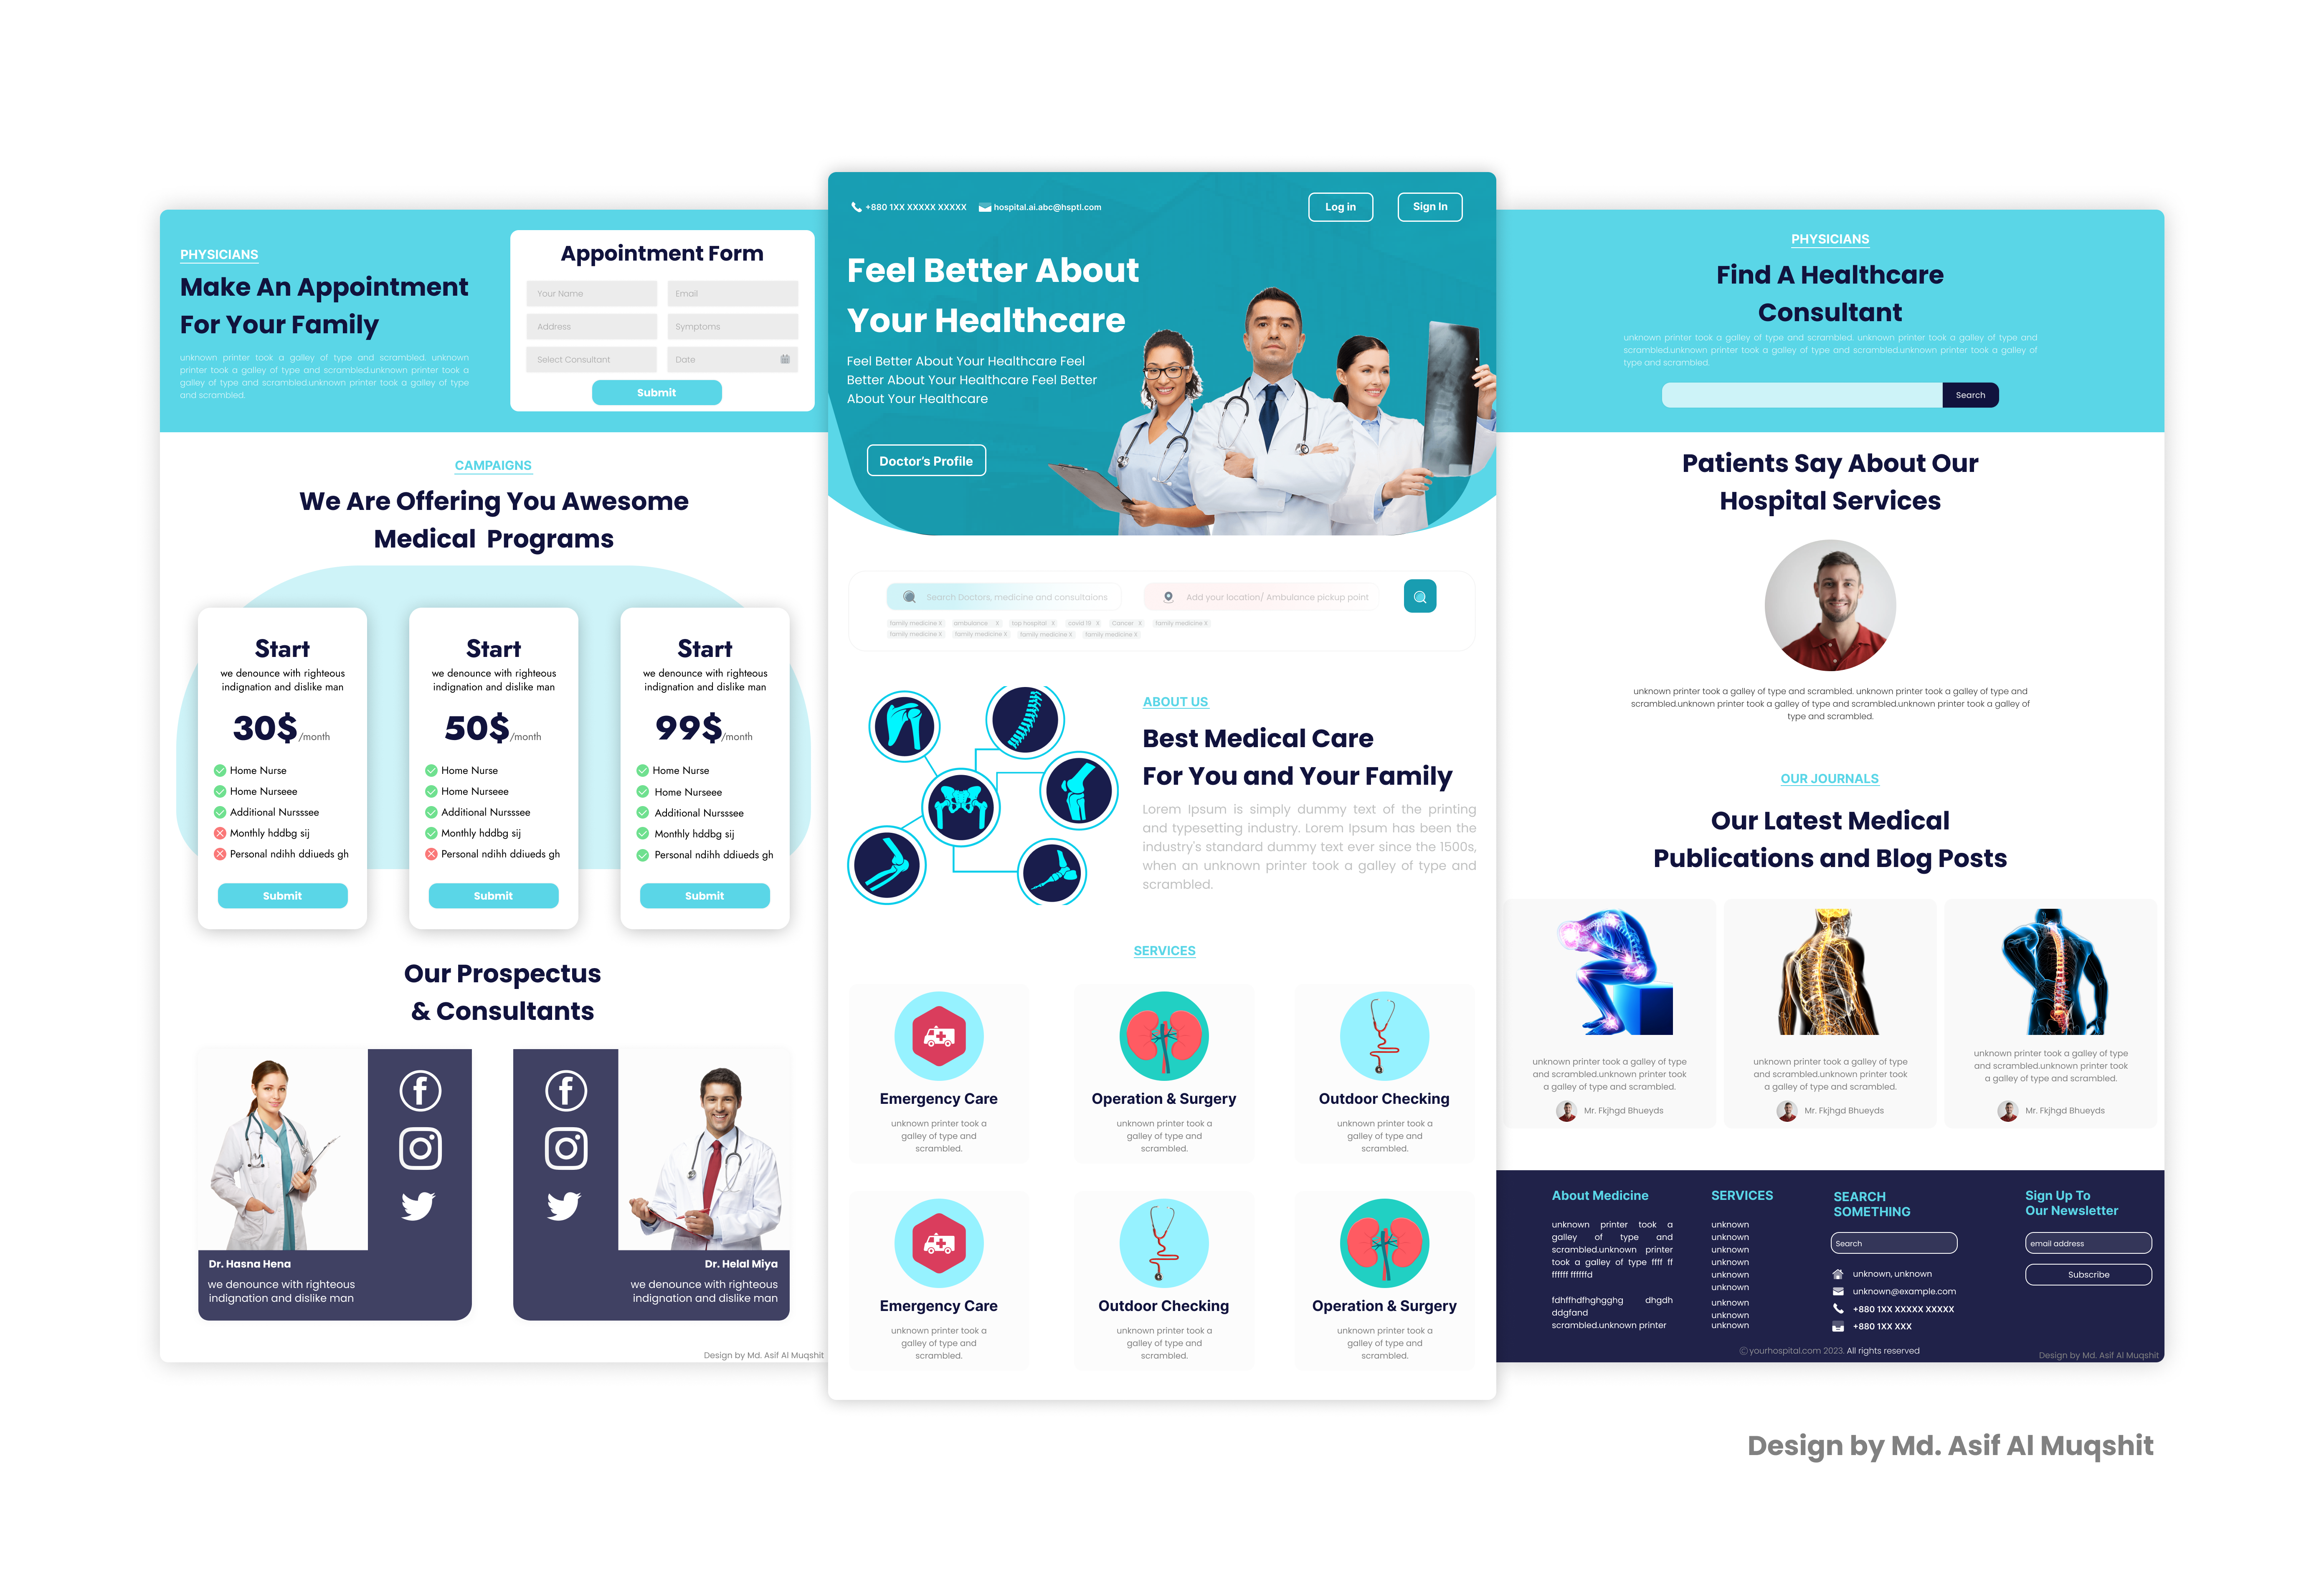 PHYSICIANS
Make An Appointment
For Your Family
unknown printer took a galley of type and scrambled. unknown
printer took a galley of type and scrambled.unknown printer took a
galley of type and scrambled.unknown printer took a galley of type
and scrambled.
Appointment Form
Your Name
Email
Address
Symptoms
Select Consultant
Date
Submit
CAMPAIGNS
We Are Offering You Awesome
Medical Programs
Start
we denounce with righteous
indignation and dislike man
30$/month
Home Nurse
Home Nurseee
Additional Nursssee
Monthly hddbg sij
Personal ndihh ddiueds gh
Submit
Start
we denounce with righteous
indignation and dislike man
50$/month
Home Nurse
Home Nurseee
Additional Nursssee
Monthly hddbg sij
Personal ndihh ddiueds gh
Submit
Start
we denounce with righteous
indignation and dislike man
99$/month
Home Nurse
Home Nurseee
Additional Nursssee
Monthly hddbg sij
Personal ndihh ddiueds gh
Submit
Our Prospectus
& Consultants
Dr. Hasna Hena
we denounce with righteous
indignation and dislike man
Dr. Helal Miya
we denounce with righteous
indignation and dislike man
Design by Md. Asif Al Muqshit
+880 1XX XXXXX XXXXX
hospital.ai.abc@hsptl.com
Log in
Sign In
Feel Better About
Your Healthcare
Feel Better About Your Healthcare Feel
Better About Your Healthcare Feel Better
About Your Healthcare
Doctor's Profile
Search Doctors, medicine and consultaions
Add your location/ Ambulance pickup point
family medicine X ambulance X top hospital X covid 19 X Cancer X family medicine X
family medicine X family medicine X family medicine X family medicine X
ABOUT US
Best Medical Care
For You and Your Family
Lorem Ipsum is simply dummy text of the printing
and typesetting industry. Lorem Ipsum has been the
industry's standard dummy text ever since the 1500s,
when an unknown printer took a galley of type and
scrambled.
SERVICES
Emergency Care
unknown printer took a
galley of type and
scrambled.
Operation & Surgery
unknown printer took a
galley of type and
scrambled.
Outdoor Checking
unknown printer took a
galley of type and
scrambled.
Emergency Care
unknown printer took a
galley of type and
scrambled.
Outdoor Checking
unknown printer took a
galley of type and
scrambled.
Operation & Surgery
unknown printer took a
galley of type and
scrambled.
PHYSICIANS
Find A Healthcare
Consultant
unknown printer took a galley of type and scrambled. unknown printer took a galley of type and
scrambled.unknown printer took a galley of type and scrambled.unknown printer took a galley of
type and scrambled.
Search
Patients Say About Our
Hospital Services
unknown printer took a galley of type and scrambled. unknown printer took a galley of type and
scrambled.unknown printer took a galley of type and scrambled.unknown printer took a galley of
type and scrambled.
OUR JOURNALS
Our Latest Medical
Publications and Blog Posts
unknown printer took a galley of type
and scrambled.unknown printer took
a galley of type and scrambled.
Mr. Fkjhgd Bhueyds
unknown printer took a galley of type
and scrambled.unknown printer took
a galley of type and scrambled.
Mr. Fkjhgd Bhueyds
unknown printer took a galley of type
and scrambled.unknown printer took
a galley of type and scrambled.
Mr. Fkjhgd Bhueyds
About Medicine
unknown printer took a
galley of type and
scrambled.unknown printer
took a galley of type ffff ff
ffffff ffffffd
fdhffhdfhghgghg dhgdh
ddgfand
scrambled.unknown printer
SERVICES
unknown
unknown
unknown
unknown
unknown
unknown
unknown
unknown
unknown
SEARCH
SOMETHING
Search
unknown, unknown
unknown@example.com
+880 1XX XXXXX XXXXX
+880 1XX XXX
Sign Up To
Our Newsletter
email address
Subscribe
©yourhospital.com 2023. All rights reserved
Design by Md. Asif Al Muqshit
Design by Md. Asif Al Muqshit